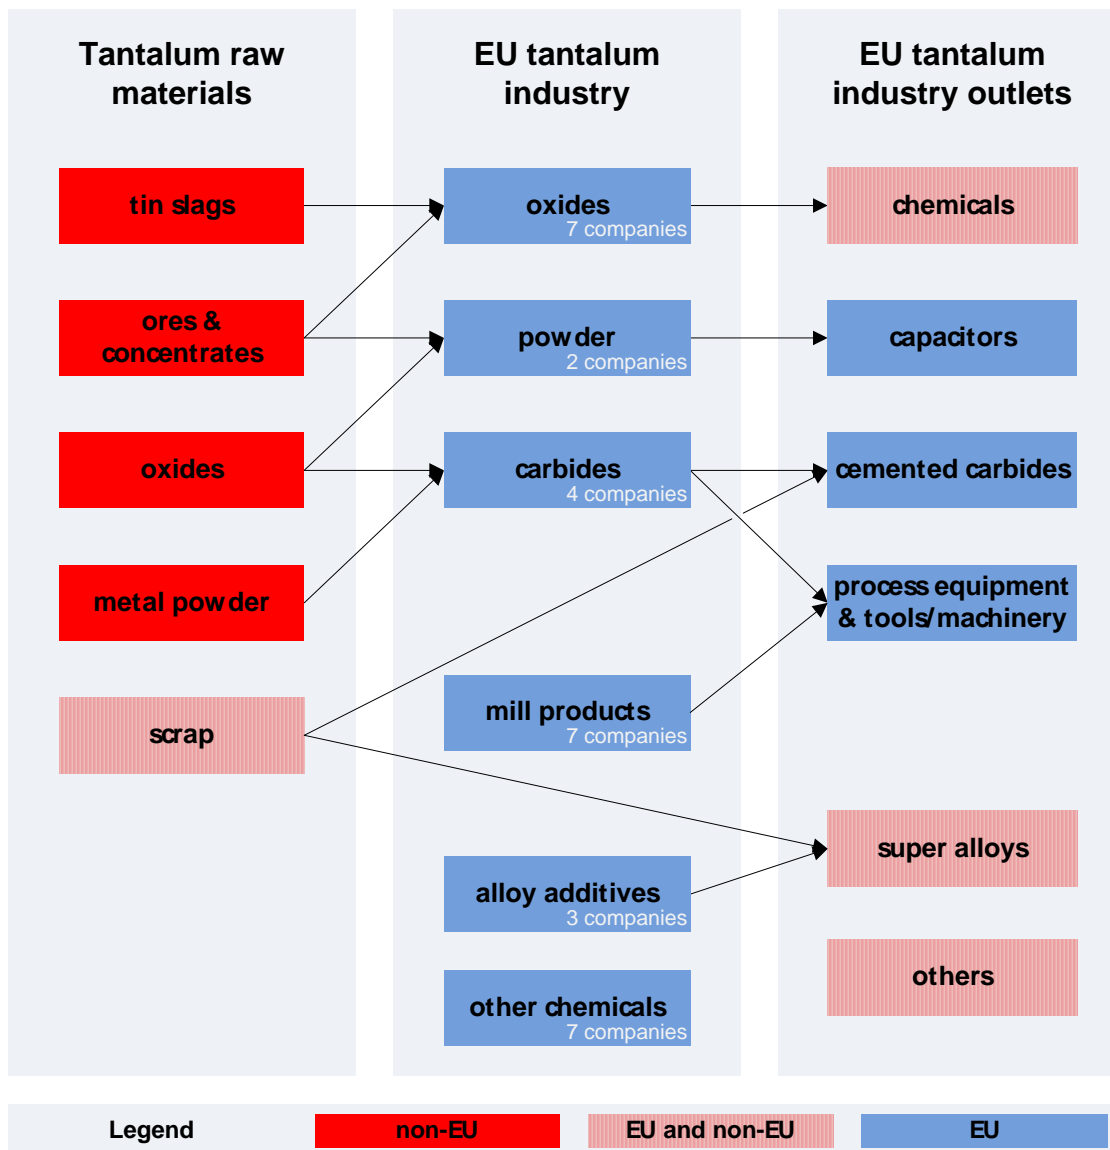 Tantalum raw
materials
tin slags
ores &
concentrates
oxides
metal powder
scrap
EU tantalum
industry
oxides
7 companies
powder
2 companies
carbides
4 companies
mill products
7 companies
alloy additives
3 companies
other chemicals
7 companies
EU tantalum
industry outlets
chemicals
capacitors
cemented carbides
process equipment
& tools/machinery
super alloys
others
Legend
non-EU
EU and non-EU
EU